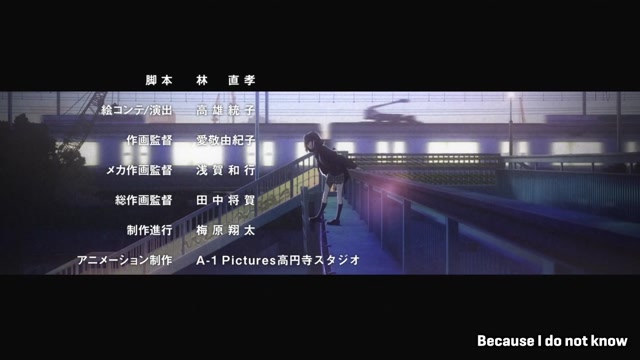 脚本 林 直孝
絵コンテ/演出 高雄統子
作画監督 愛敬由紀子
メカ作画監督 浅賀和行
総作画監督 田中将賀
制作進行 梅原翔太
アニメーション制作 A-1 Pictures高円寺スタジオ
Because I do not know